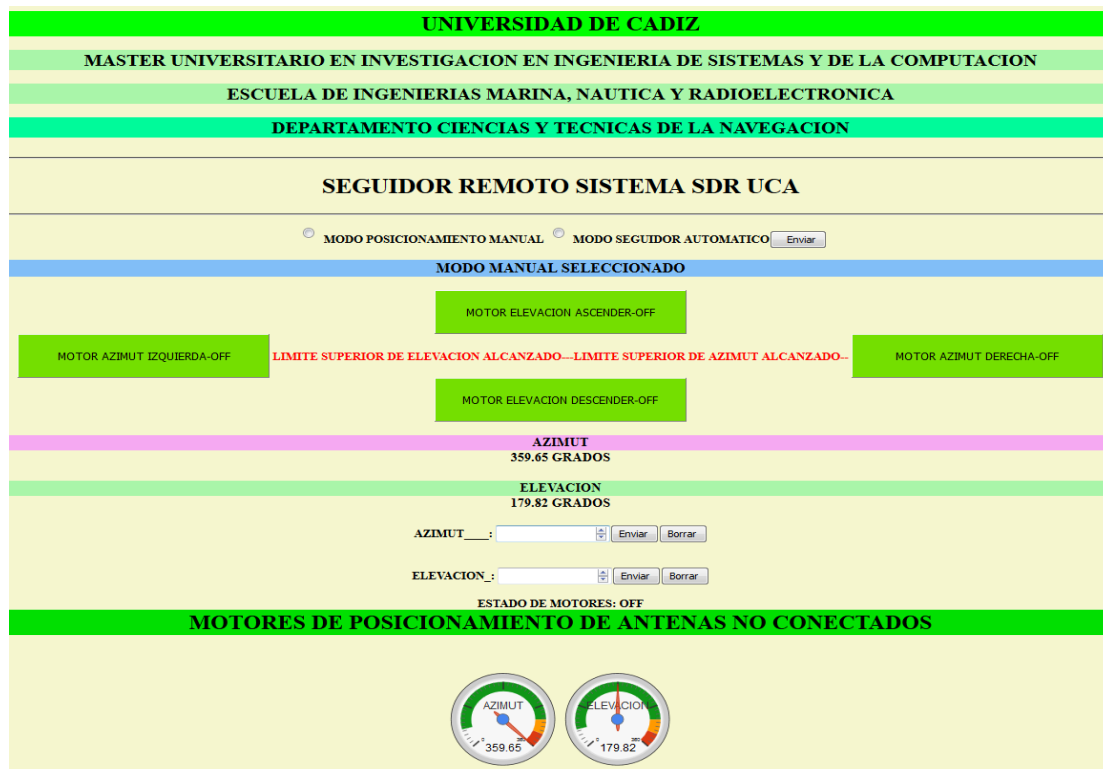 UNIVERSIDAD DE CADIZ
MASTER UNIVERSITARIO EN INVESTIGACION EN INGENIERIA DE SISTEMAS Y DE LA COMPUTACION
ESCUELA DE INGENIERIAS MARINA, NAUTICA Y RADIOELECTRONICA
DEPARTAMENTO CIENCIAS Y TECNICAS DE LA NAVEGACION
SEGUIDOR REMOTO SISTEMA SDR UCA
MODO POSICIONAMIENTO MANUAL MODO SEGUIDOR AUTOMATICO Enviar
MODO MANUAL SELECCIONADO
MOTOR ELEVACION ASCENDER-OFF
MOTOR AZIMUT IZQUIERDA-OFF LIMITE SUPERIOR DE ELEVACION ALCANZADO---LIMITE SUPERIOR DE AZIMUT ALCANZADO-- MOTOR AZIMUT DERECHA-OFF
MOTOR ELEVACION DESCENDER-OFF
AZIMUT
359.65 GRADOS
ELEVACION
179.82 GRADOS
AZIMUT____: Enviar Borrar
ELEVACION_: Enviar Borrar
ESTADO DE MOTORES: OFF
MOTORES DE POSICIONAMIENTO DE ANTENAS NO CONECTADOS
AZIMUT ELEVACION
359.65 179.82